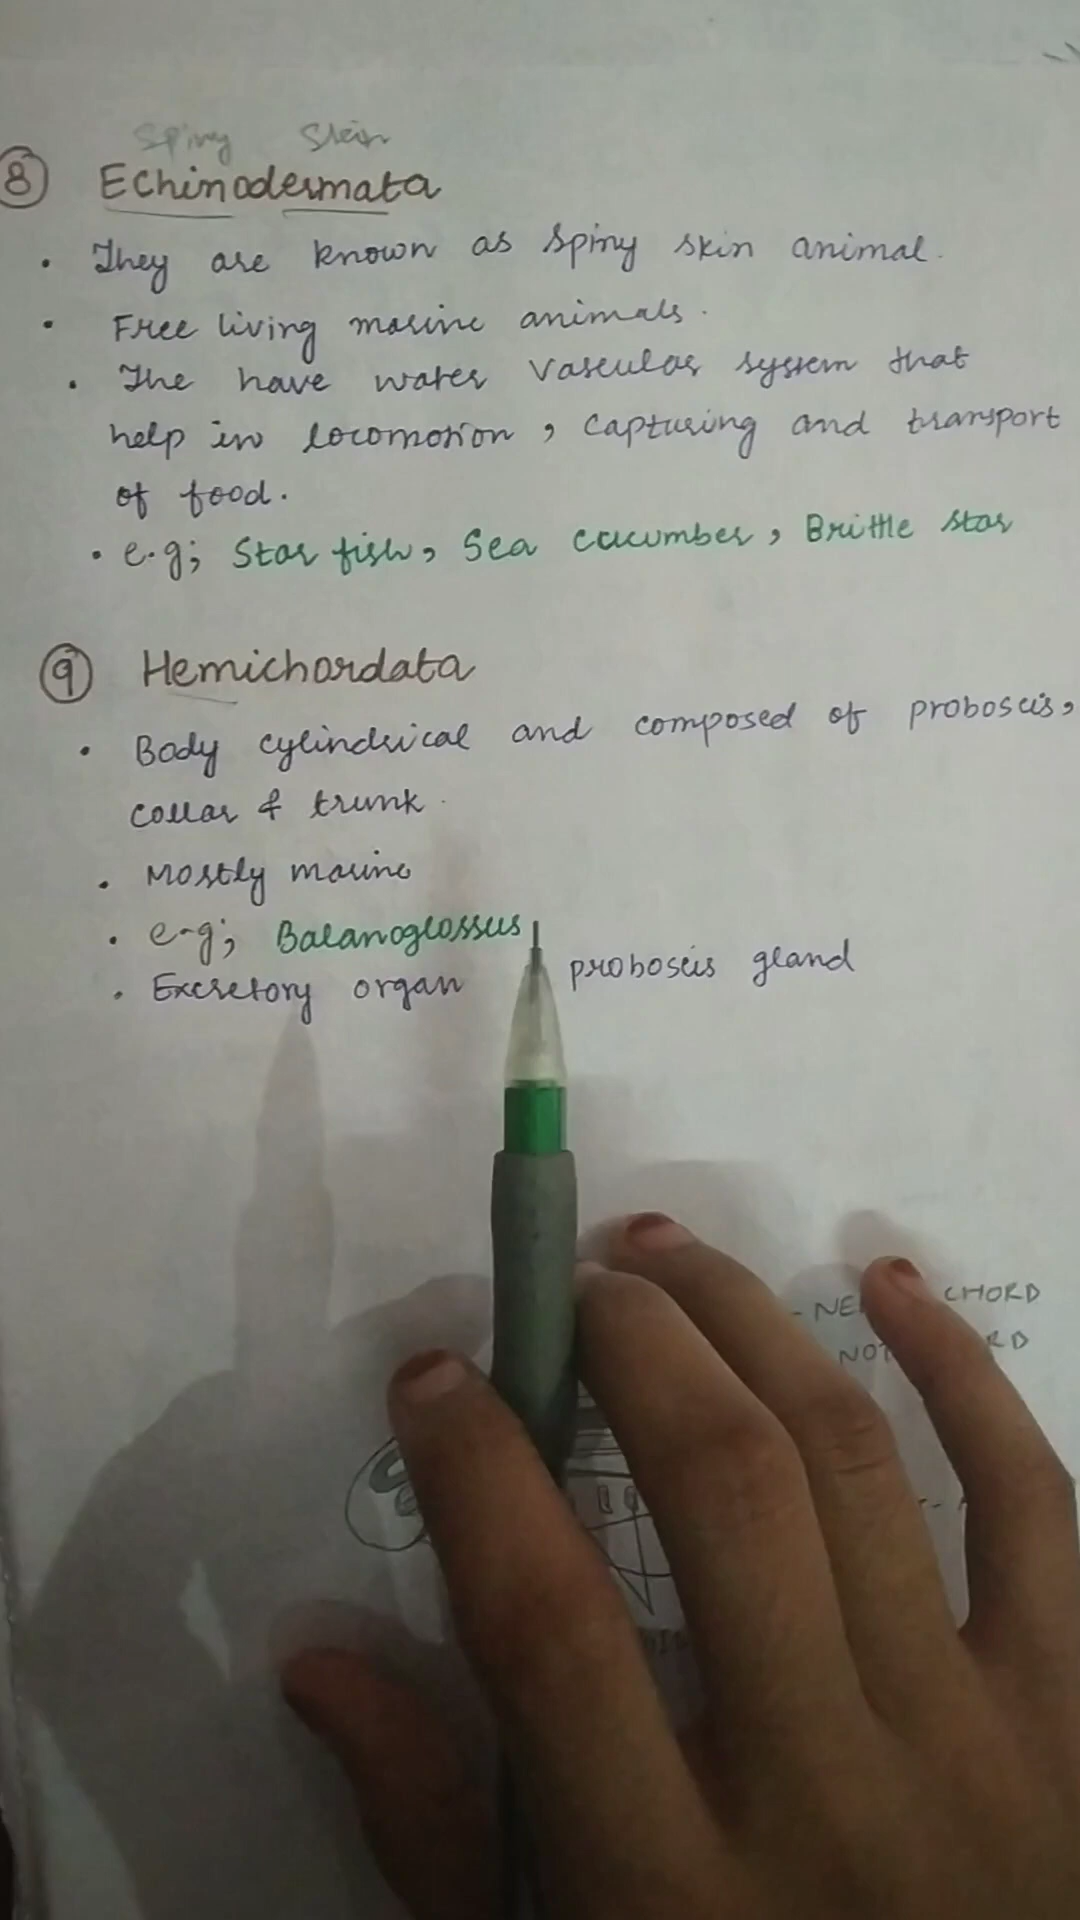 Spiny Skin
8 Echinodermata
• They are known as spiny skin animal.
• Free living marine animals.
• The have water vascular system that
help in locomotion, capturing and transport
of food.
• e.g; Star fish, Sea cucumber, Brittle star
9 Hemichordata
• Body cylindrical and composed of proboscis,
collar & trunk.
• Mostly marine
• e-g; Balanoglossus
• Excretory organ proboscis gland
CHORD